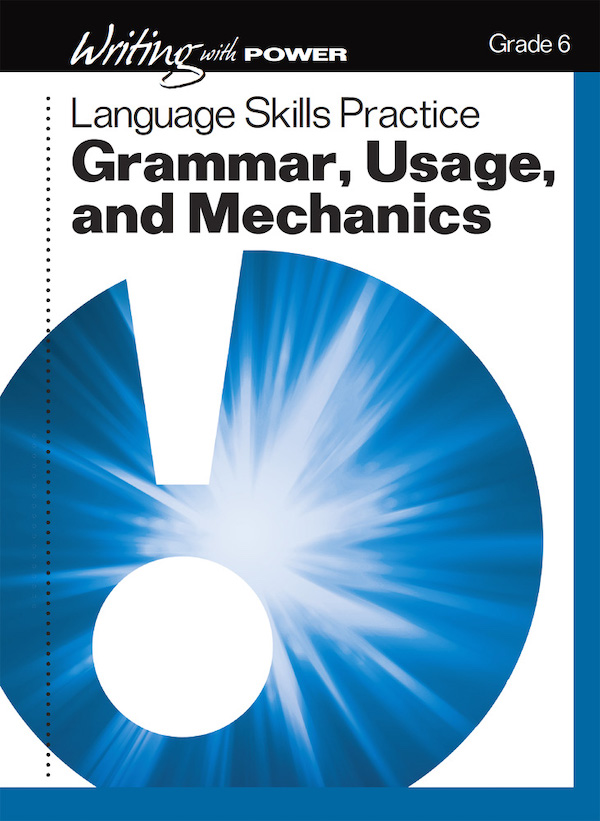 Writing with POWER
Grade 6
Language Skills Practice
Grammar, Usage,
and Mechanics